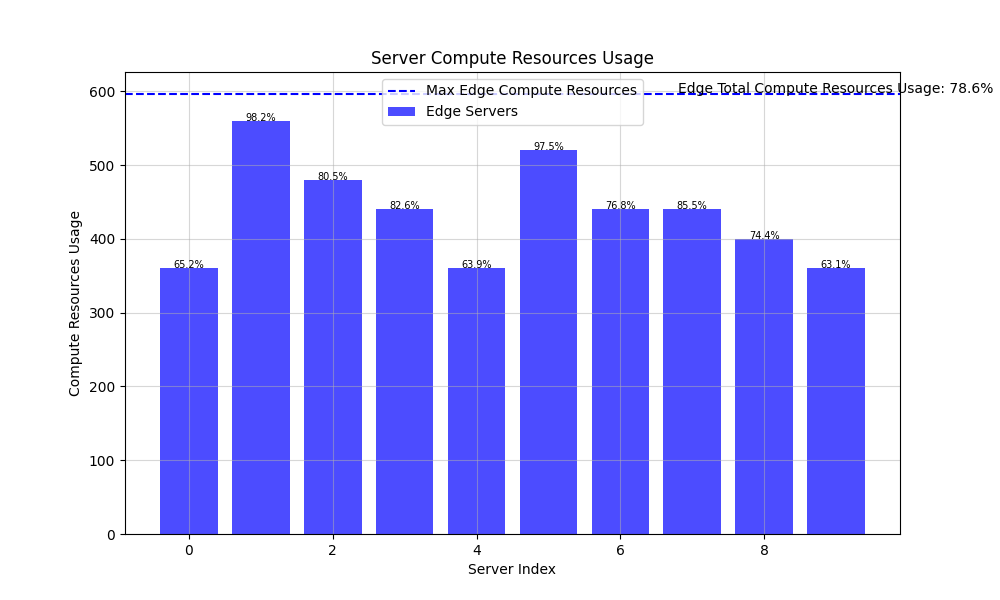 Server Compute Resources Usage
Edge Total Compute Resources Usage: 78.6%
Max Edge Compute Resources
Edge Servers
600
500
400
300
200
100
0
Compute Resources Usage
65.2%
98.2%
80.5%
82.6%
63.9%
97.5%
76.8%
85.5%
74.4%
63.1%
0 2 4 6 8
Server Index